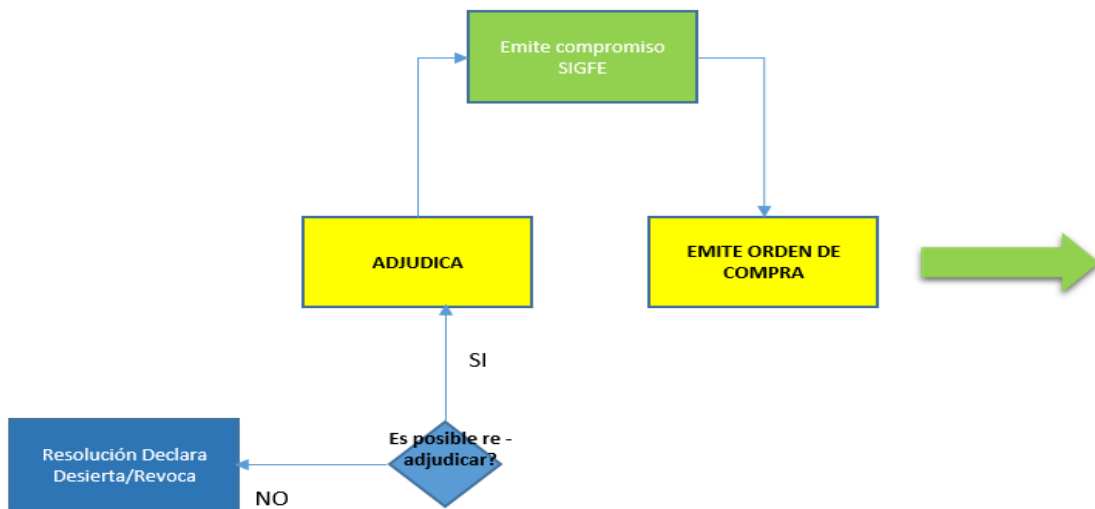 Emite compromiso
SIGFE
ADJUDICA
EMITE ORDEN DE
COMPRA
SI
Es posible re -
adjudicar?
Resolución Declara
Desierta/Revoca
NO